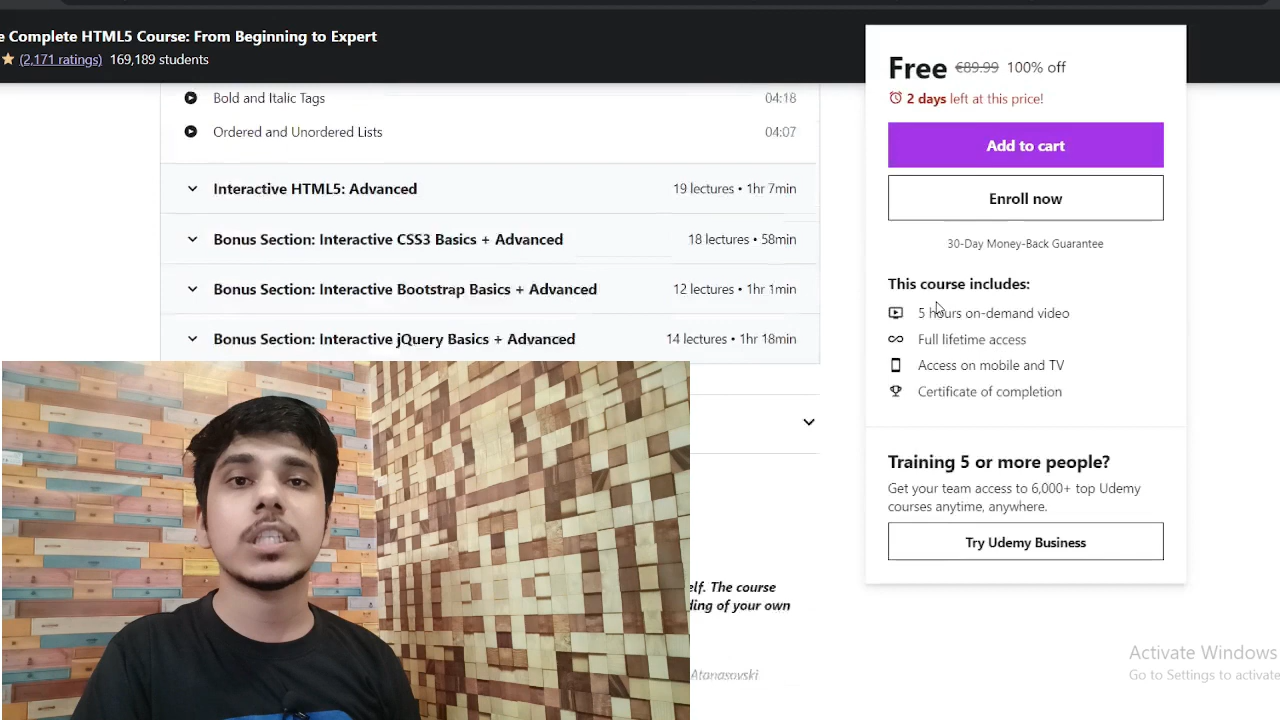 e Complete HTML5 Course: From Beginning to Expert
(2,171 ratings) 169,189 students
Bold and Italic Tags 04:18
Ordered and Unordered Lists 04:07
Interactive HTML5: Advanced 19 lectures • 1hr 7min
Bonus Section: Interactive CSS3 Basics + Advanced 18 lectures • 58min
Bonus Section: Interactive Bootstrap Basics + Advanced 12 lectures • 1hr 1min
Bonus Section: Interactive jQuery Basics + Advanced 14 lectures • 1hr 18min
elf. The course
ding of your own
Atanasovski
Free €89.99 100% off
2 days left at this price!
Add to cart
Enroll now
30-Day Money-Back Guarantee
This course includes:
5 hours on-demand video
Full lifetime access
Access on mobile and TV
Certificate of completion
Training 5 or more people?
Get your team access to 6,000+ top Udemy
courses anytime, anywhere.
Try Udemy Business
Activate Windows
Go to Settings to activate